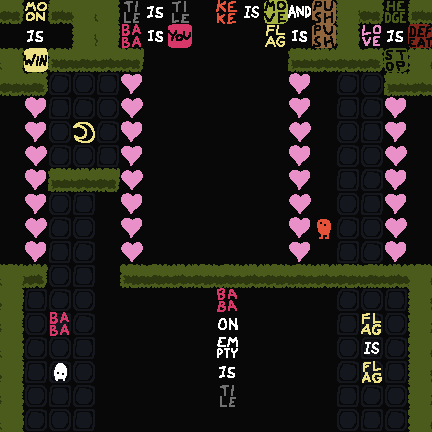 MOON TILE IS TILE KEKE IS MOVE AND PUSH HEDGE
IS BABA IS YOU FLAG IS PUSH LOVE IS DEFEAT
WIN STOP
BABA
ON
BABA EMPTY FLAG
IS IS
TILE FLAG